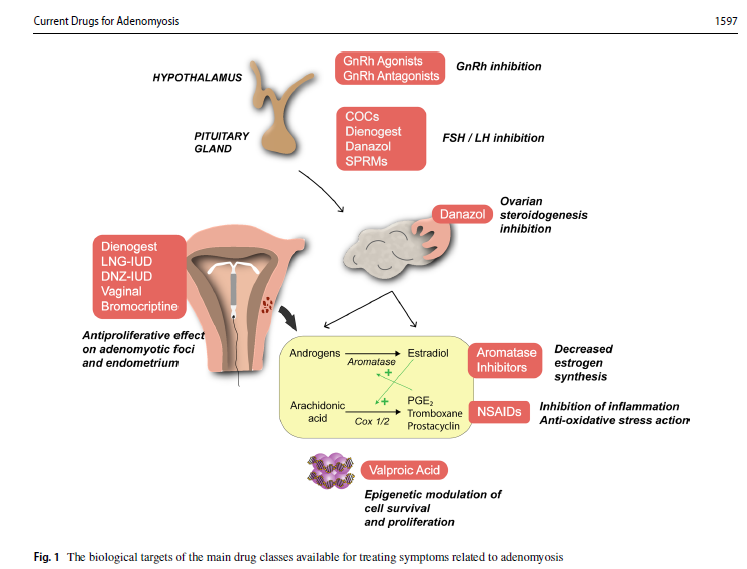 Current Drugs for Adenomyosis
1597
HYPOTHALAMUS
GnRh Agonists
GnRh Antagonists
GnRh inhibition
PITUITARY
GLAND
COCs
Dienogest
Danazol
SPRMs
FSH / LH inhibition
Danazol
Ovarian
steroidogenesis
inhibition
Dienogest
LNG-IUD
DNZ-IUD
Vaginal
Bromocriptine
Antiproliferative effect
on adenomyotic foci
and endometrium
Androgens
Aromatase
Estradiol
+
Aromatase
Inhibitors
Decreased
estrogen
synthesis
Arachidonic
acid
+
Cox 1/2
PGE₂
Tromboxane
Prostacyclin
NSAIDs
Inhibition of inflammation
Anti-oxidative stress action
Valproic Acid
Epigenetic modulation of
cell survival
and proliferation
Fig. 1 The biological targets of the main drug classes available for treating symptoms related to adenomyosis